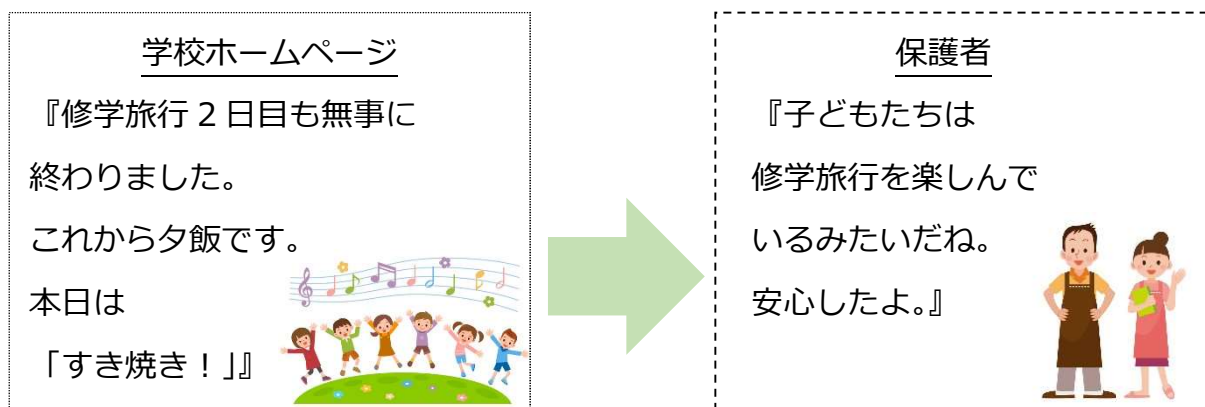 学校ホームページ
『修学旅行2日目も無事に
終わりました。
これから夕飯です。
本日は
「すき焼き!」』
保護者
『子どもたちは
修学旅行を楽しんで
いるみたいだね。
安心したよ。』